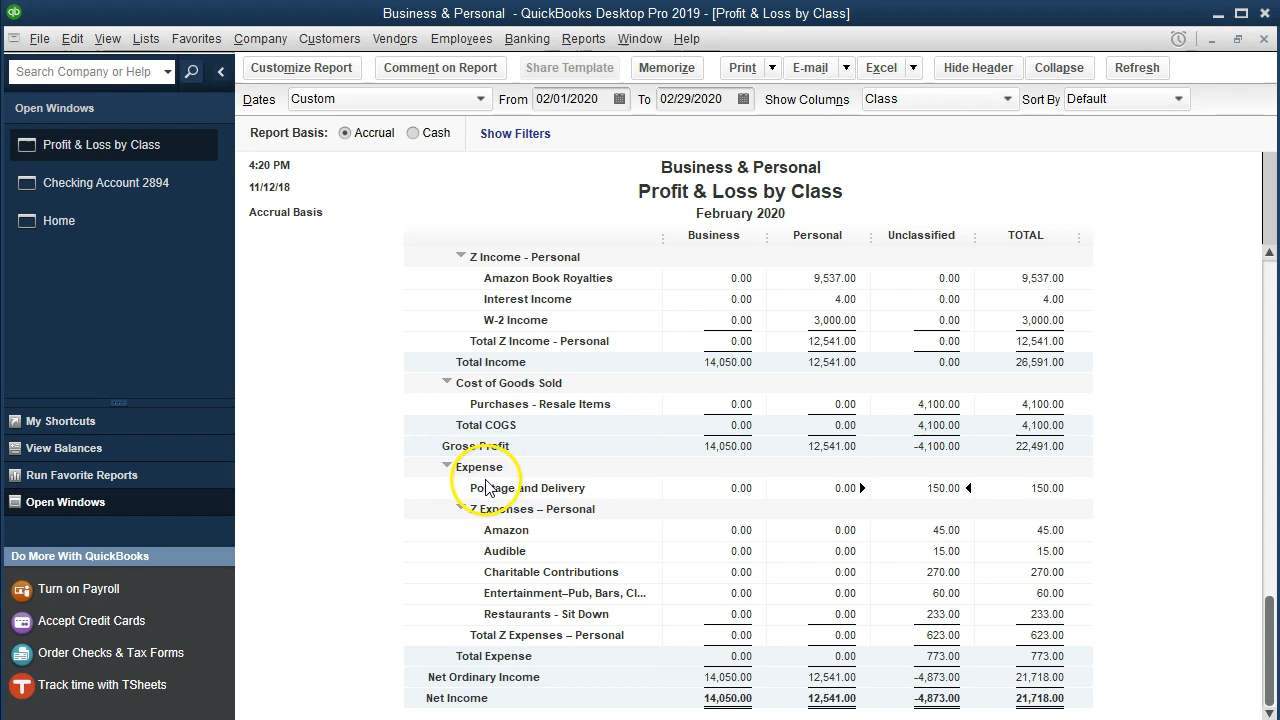 Business & Personal - QuickBooks Desktop Pro 2019 - [Profit & Loss by Class]
File Edit View Lists Favorites Company Customers Vendors Employees Banking Reports Window Help
Search Company or Help
Customize Report Comment on Report Share Template Memorize Print E-mail Excel Hide Header Collapse Refresh
Open Windows
Dates Custom From 02/01/2020 To 02/29/2020 Show Columns Class Sort By Default
Report Basis: Accrual Cash Show Filters
Profit & Loss by Class
Checking Account 2894
Home
My Shortcuts
View Balances
Run Favorite Reports
Open Windows
Do More With QuickBooks
Turn on Payroll
Accept Credit Cards
Order Checks & Tax Forms
Track time with TSheets
4:20 PM
11/12/18
Accrual Basis
Business & Personal
Profit & Loss by Class
February 2020
Business Personal Unclassified TOTAL
Z Income - Personal
Amazon Book Royalties 0.00 9,537.00 0.00 9,537.00
Interest Income 0.00 4.00 0.00 4.00
W-2 Income 0.00 3,000.00 0.00 3,000.00
Total Z Income - Personal 0.00 12,541.00 0.00 12,541.00
Total Income 14,050.00 12,541.00 0.00 26,591.00
Cost of Goods Sold
Purchases - Resale Items 0.00 0.00 4,100.00 4,100.00
Total COGS 0.00 0.00 4,100.00 4,100.00
Gross Profit 14,050.00 12,541.00 -4,100.00 22,491.00
Expense
Postage and Delivery 0.00 0.00 150.00 150.00
Z Expenses – Personal
Amazon 0.00 0.00 45.00 45.00
Audible 0.00 0.00 15.00 15.00
Charitable Contributions 0.00 0.00 270.00 270.00
Entertainment–Pub, Bars, Cl... 0.00 0.00 60.00 60.00
Restaurants - Sit Down 0.00 0.00 233.00 233.00
Total Z Expenses – Personal 0.00 0.00 623.00 623.00
Total Expense 0.00 0.00 773.00 773.00
Net Ordinary Income 14,050.00 12,541.00 -4,873.00 21,718.00
Net Income 14,050.00 12,541.00 -4,873.00 21,718.00